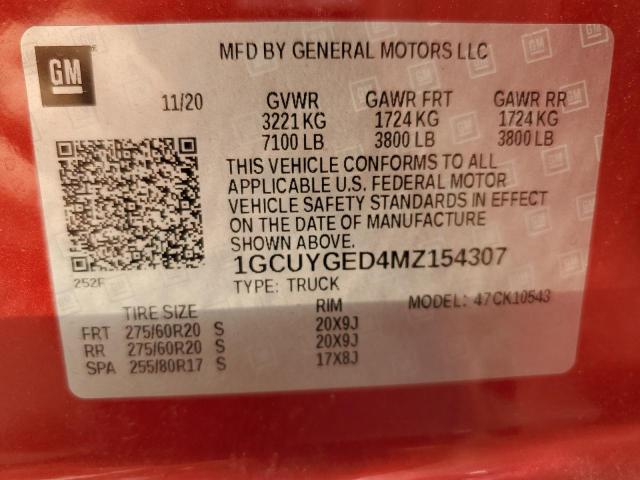 GM
MFD BY GENERAL MOTORS LLC
11/20 GVWR GAWR FRT GAWR RR
3221 KG 1724 KG 1724 KG
7100 LB 3800 LB 3800 LB
THIS VEHICLE CONFORMS TO ALL
APPLICABLE U.S. FEDERAL MOTOR
VEHICLE SAFETY STANDARDS IN EFFECT
ON THE DATE OF MANUFACTURE
SHOWN ABOVE.
252F
1GCUYGED4MZ154307
TYPE: TRUCK MODEL: 47CK10543
TIRE SIZE RIM
FRT 275/60R20 S 20X9J
RR 275/60R20 S 20X9J
SPA 255/80R17 S 17X8J